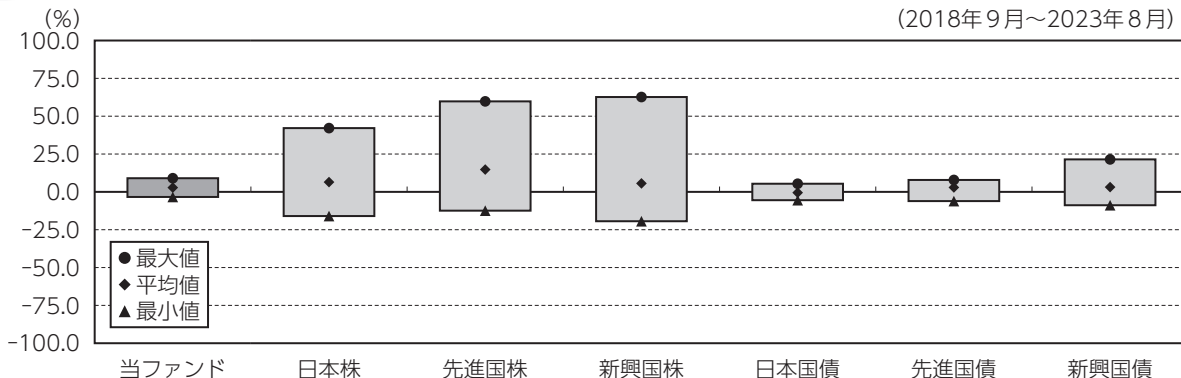 (%)
(2018年9月～2023年8月)
100.0
75.0
50.0
25.0
0.0
-25.0
-50.0
-75.0
-100.0
●最大値
◆平均値
▲最小値
当ファンド 日本株 先進国株 新興国株 日本国債 先進国債 新興国債